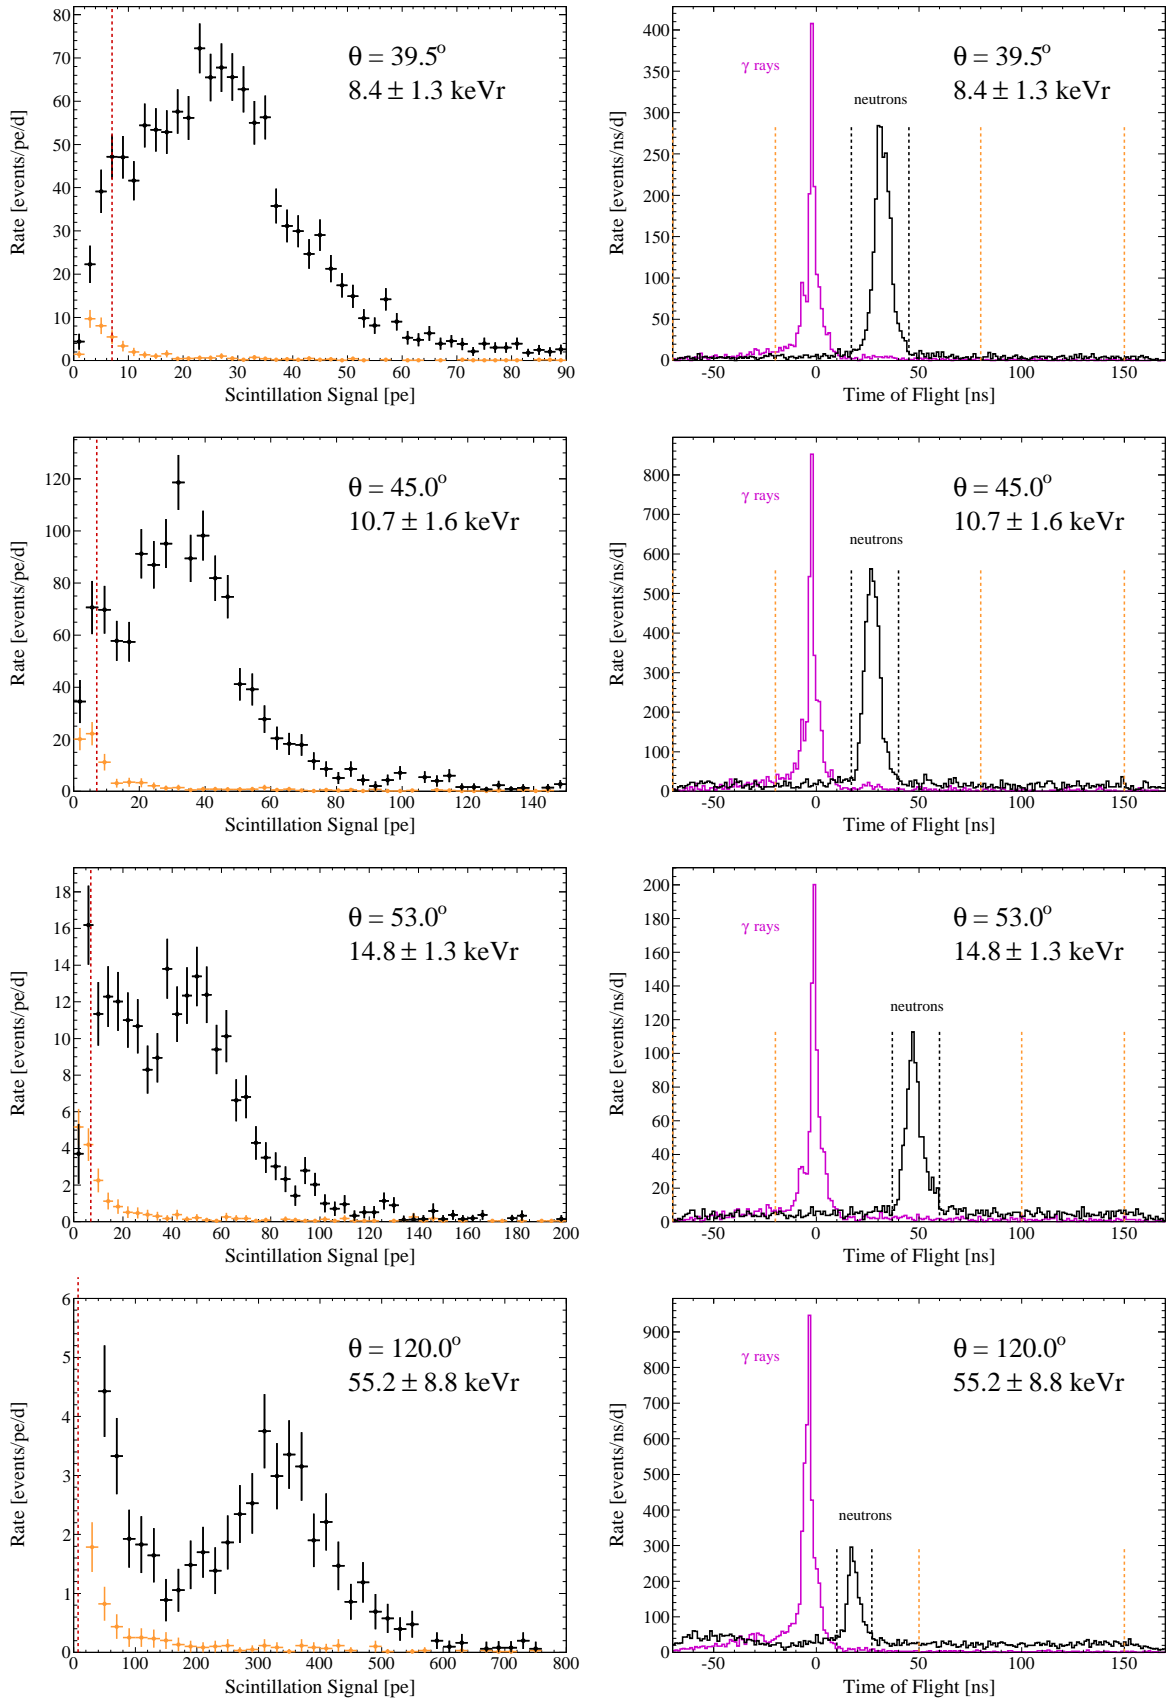 Rate [events/pe/d]
80
70
60
50
40
30
20
10
0
θ = 39.5°
8.4 ± 1.3 keVr
0 10 20 30 40 50 60 70 80 90
Scintillation Signal [pe]
Rate [events/ns/d]
400
350
300
250
200
150
100
50
0
γ rays
neutrons
θ = 39.5°
8.4 ± 1.3 keVr
-50 0 50 100 150
Time of Flight [ns]
Rate [events/pe/d]
120
100
80
60
40
20
0
θ = 45.0°
10.7 ± 1.6 keVr
0 20 40 60 80 100 120 140
Scintillation Signal [pe]
Rate [events/ns/d]
800
700
600
500
400
300
200
100
0
γ rays
neutrons
θ = 45.0°
10.7 ± 1.6 keVr
-50 0 50 100 150
Time of Flight [ns]
Rate [events/pe/d]
18
16
14
12
10
8
6
4
2
0
θ = 53.0°
14.8 ± 1.3 keVr
0 20 40 60 80 100 120 140 160 180 200
Scintillation Signal [pe]
Rate [events/ns/d]
200
180
160
140
120
100
80
60
40
20
0
γ rays
neutrons
θ = 53.0°
14.8 ± 1.3 keVr
-50 0 50 100 150
Time of Flight [ns]
Rate [events/pe/d]
6
5
4
3
2
1
0
θ = 120.0°
55.2 ± 8.8 keVr
0 100 200 300 400 500 600 700 800
Scintillation Signal [pe]
Rate [events/ns/d]
900
800
700
600
500
400
300
200
100
0
γ rays
neutrons
θ = 120.0°
55.2 ± 8.8 keVr
-50 0 50 100 150
Time of Flight [ns]